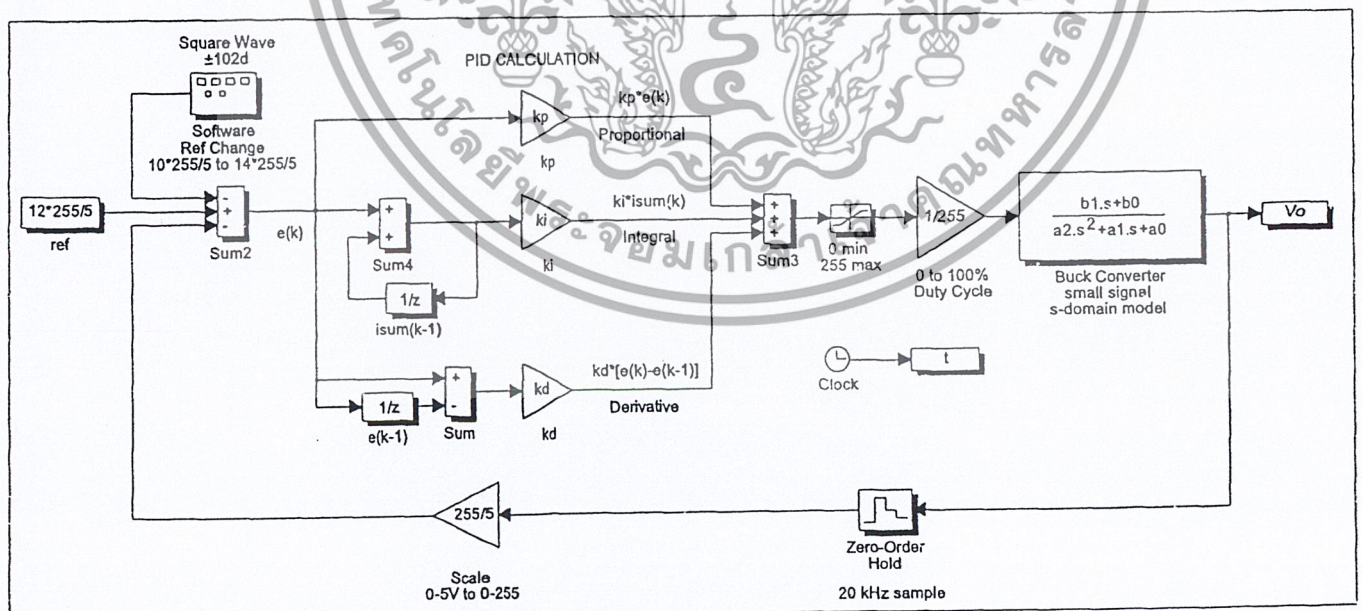 Square Wave
±102d
Software
Ref Change
10*255/5 to 14*255/5
12*255/5
ref
-
+
-
Sum2
e(k)
PID CALCULATION
kp
kp*e(k)
Proportional
kp
+
+
Sum4
1/z
isum(k-1)
ki
ki*isum(k)
Integral
ki
1/z
e(k-1)
+
-
Sum
kd
kd*[e(k)-e(k-1)]
Derivative
kd
+
+
+
Sum3
0 min
255 max
1/255
0 to 100%
Duty Cycle
b1.s+b0
a2.s²+a1.s+a0
Buck Converter
small signal
s-domain model
Vo
Clock
t
255/5
Scale
0-5V to 0-255
Zero-Order
Hold
20 kHz sample